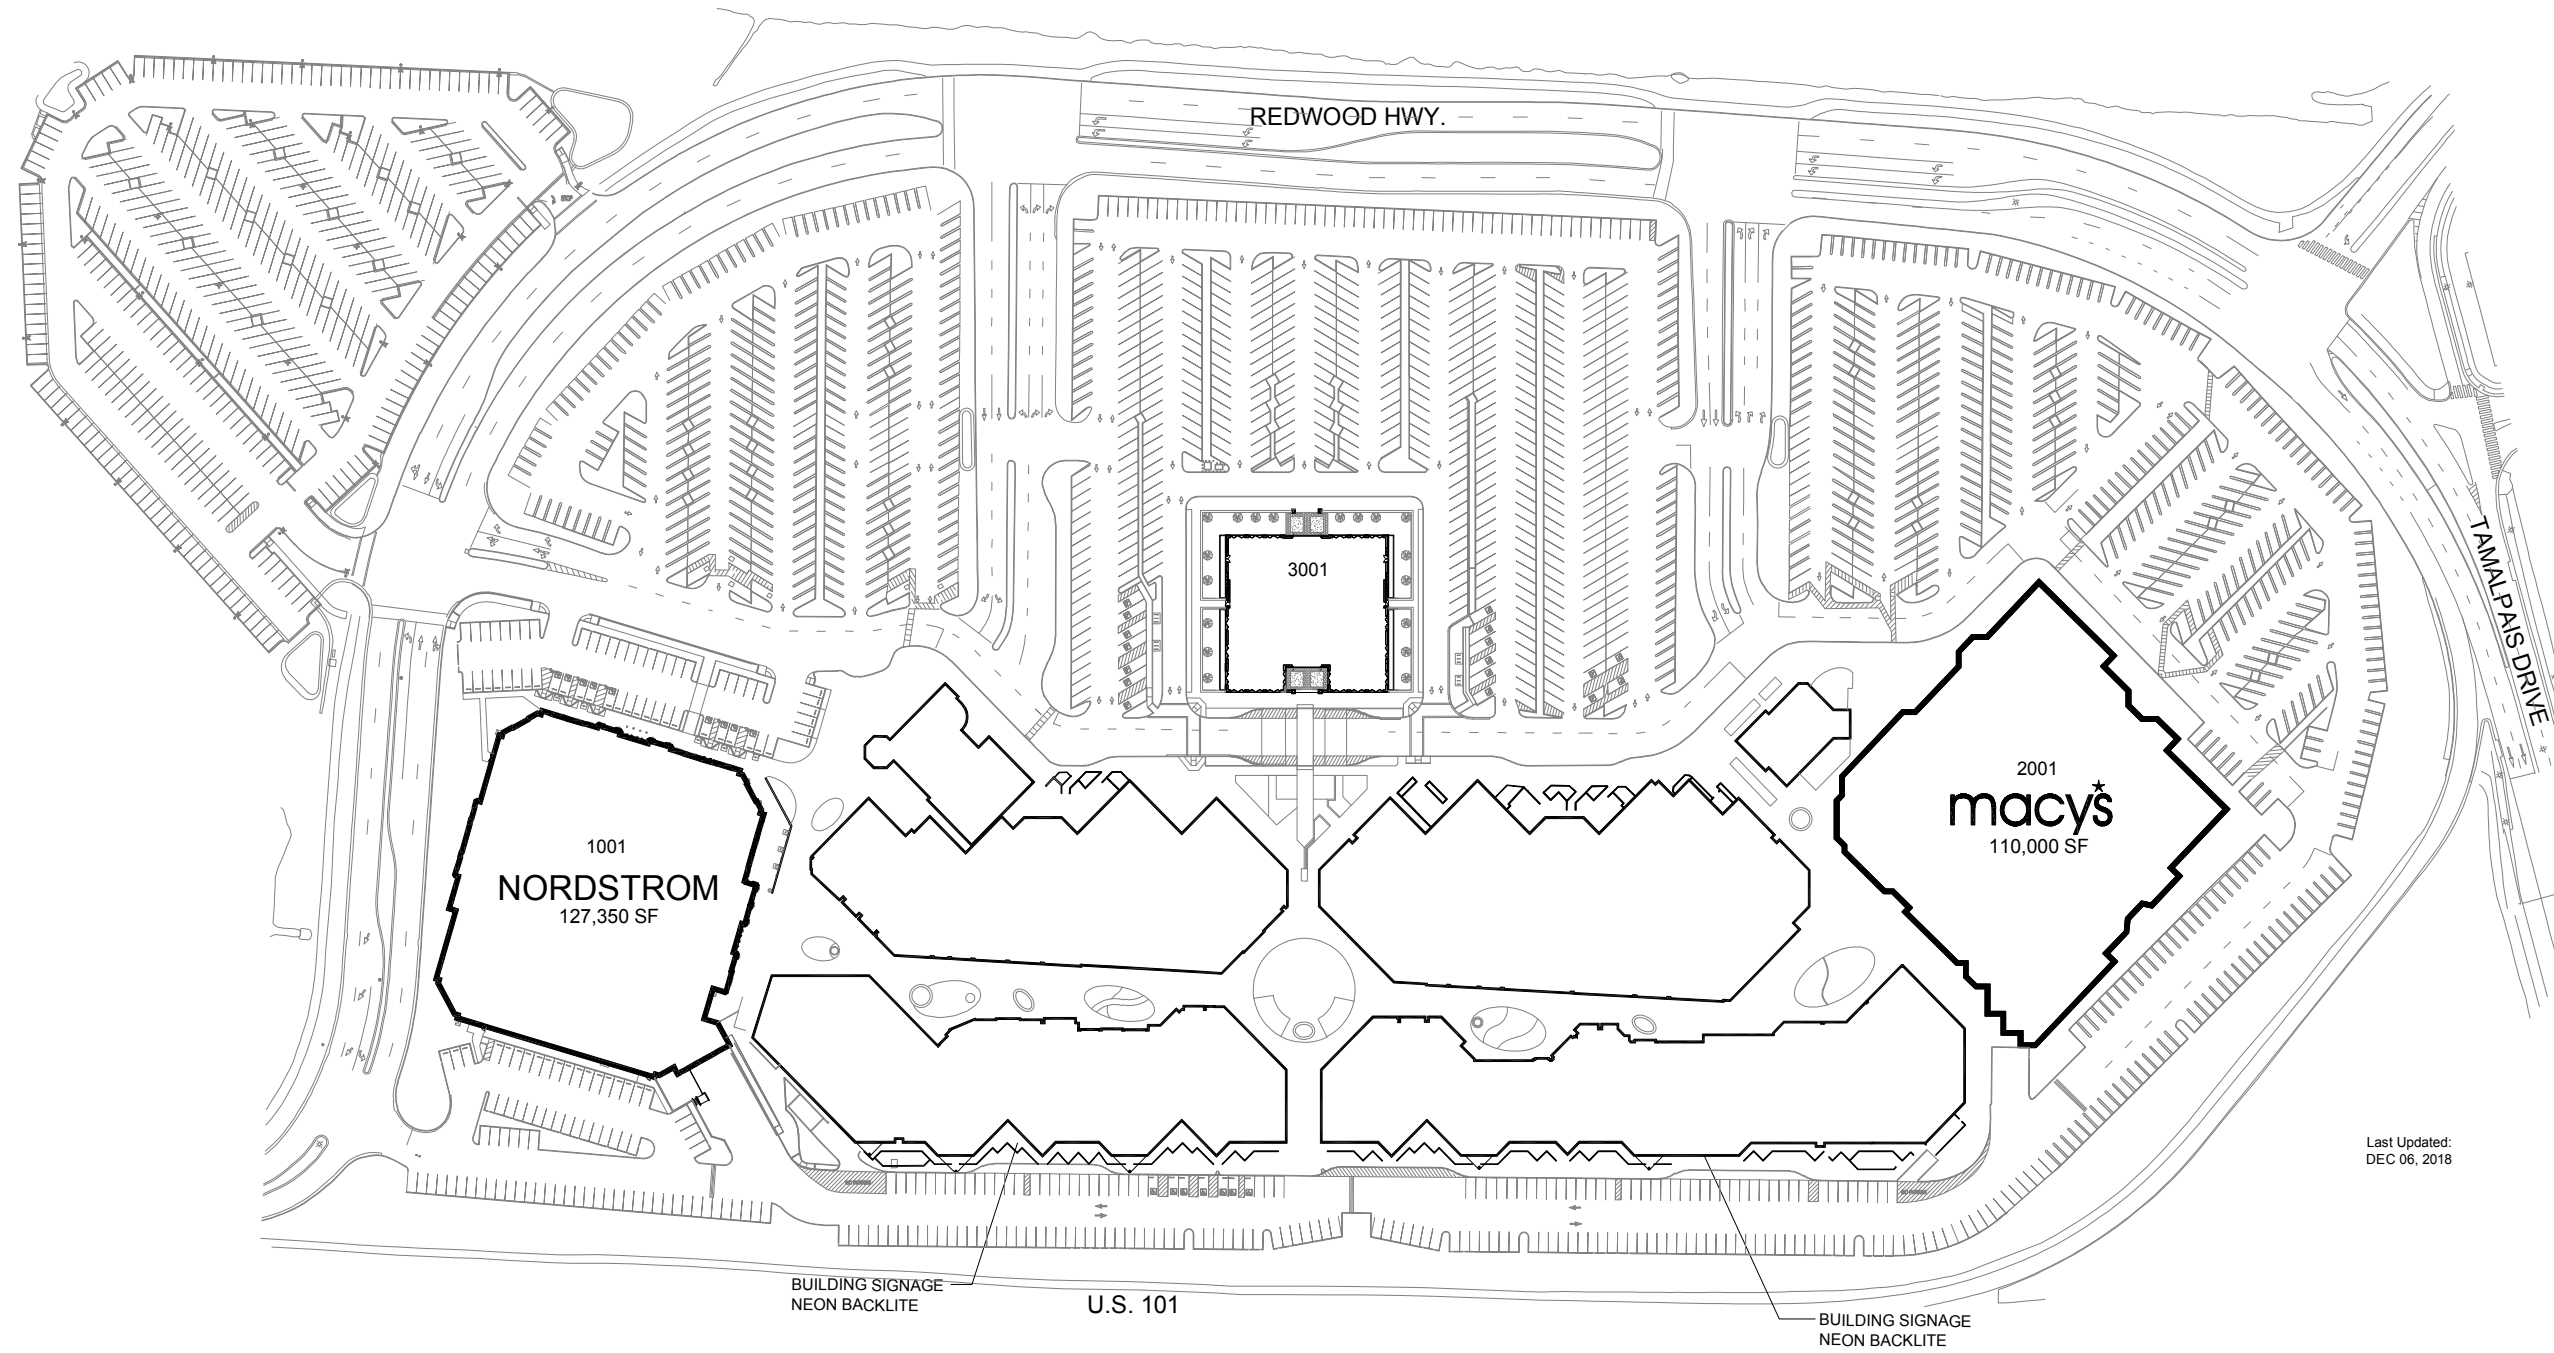 REDWOOD HWY.
TAMALPAIS DRIVE
3001
2001
macy's
110,000 SF
1001
NORDSTROM
127,350 SF
Last Updated:
DEC 06, 2018
BUILDING SIGNAGE
NEON BACKLITE
U.S. 101
BUILDING SIGNAGE
NEON BACKLITE